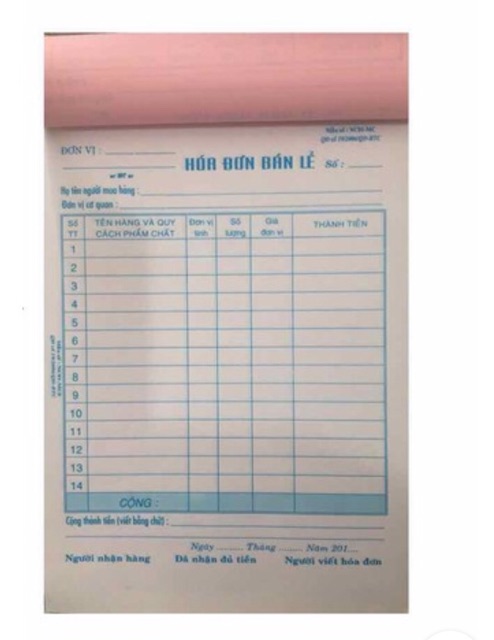 ĐƠN VỊ :
HÓA ĐƠN BÁN LẺ Số :
Họ tên người mua hàng :
Đơn vị cơ quan :
Số TT TÊN HÀNG VÀ QUY CÁCH PHẨM CHẤT Đơn vị tính Số lượng Giá đơn vị THÀNH TIỀN
1
2
3
4
5
6
7
8
9
10
11
12
13
14
CỘNG :
Cộng thành tiền (viết bằng chữ) :
Ngày ......... Tháng ......... Năm 201....
Người nhận hàng Đã nhận đủ tiền Người viết hóa đơn